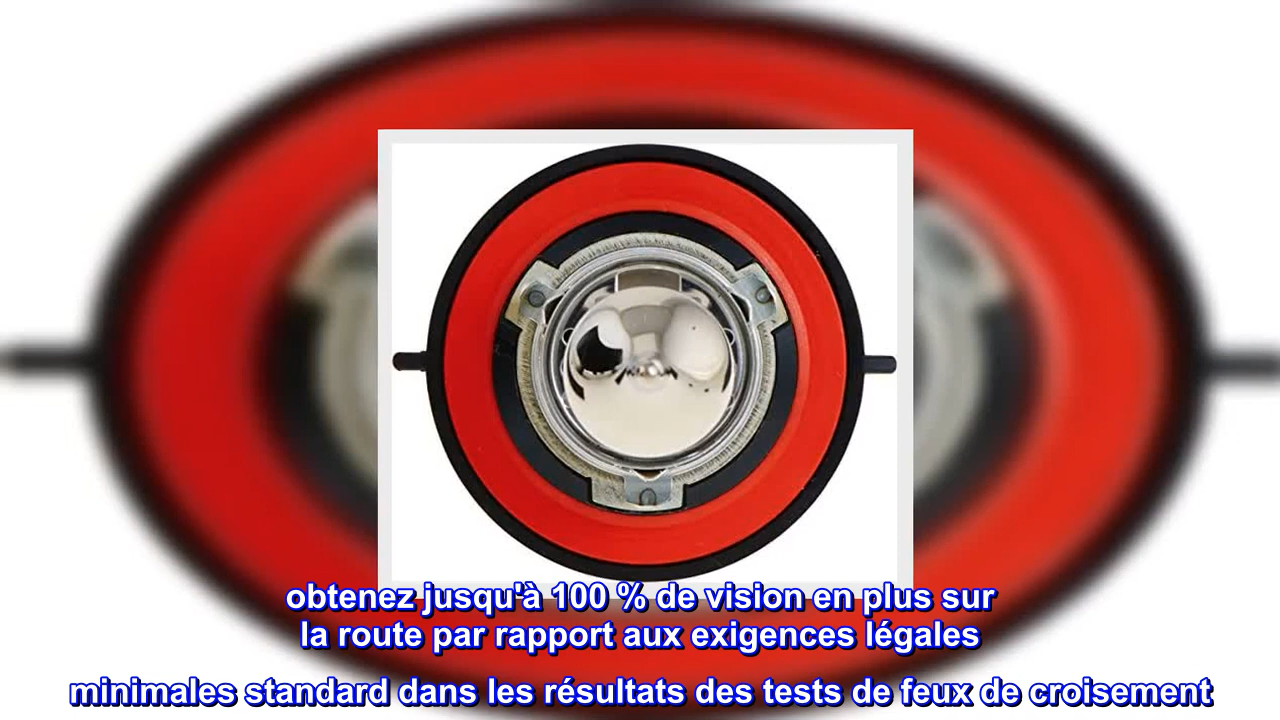 obtenez jusqu'à 100 % de vision en plus sur
la route par rapport aux exigences légales
minimales standard dans les résultats des tests de feux de croisement